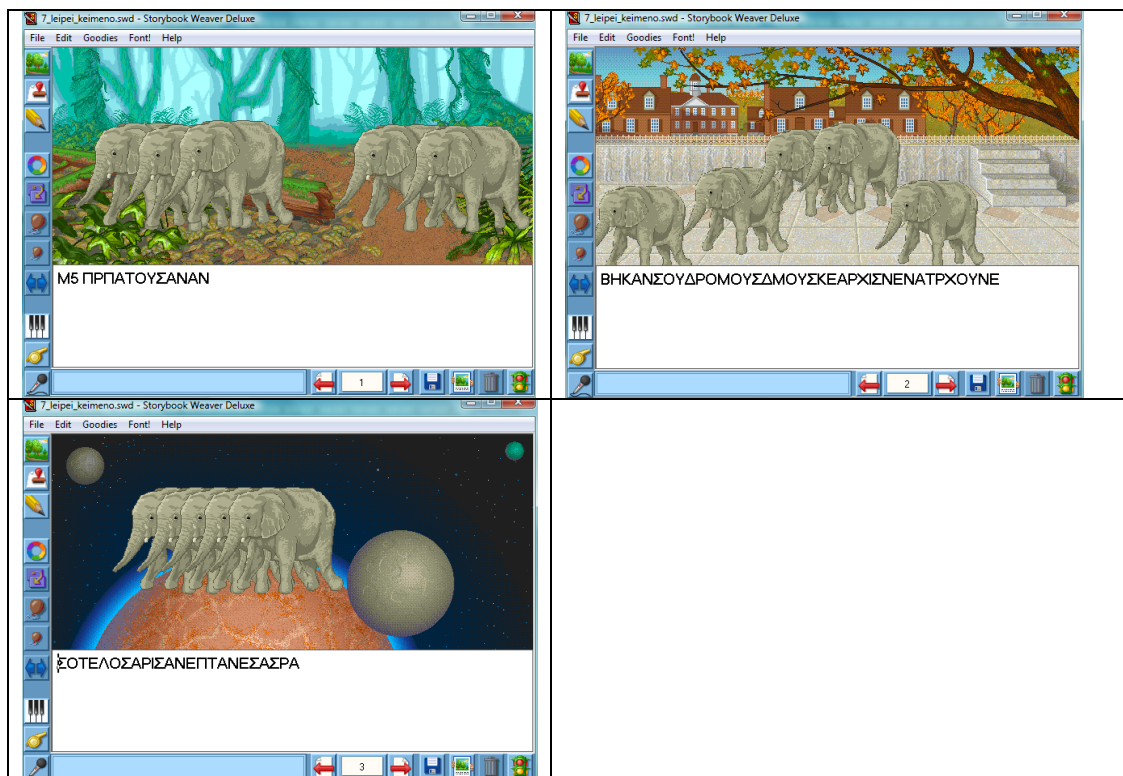 7_leipei_keimeno.swd - Storybook Weaver Deluxe
File Edit Goodies Font! Help
Μ5 ΠΡΠΑΤΟΥΣΑΝΑΝ
1
7_leipei_keimeno.swd - Storybook Weaver Deluxe
File Edit Goodies Font! Help
ΒΗΚΑΝΣΟΥΔΡΟΜΟΥΣΔΜΟΥΣΚΕΑΡΧΙΣΝΕΝΑΤΡΧΟΥΝΕ
2
7_leipei_keimeno.swd - Storybook Weaver Deluxe
File Edit Goodies Font! Help
ΣΟΤΕΛΟΣΑΡΙΣΑΝΕΠΤΑΝΕΣΑΣΡΑ
3